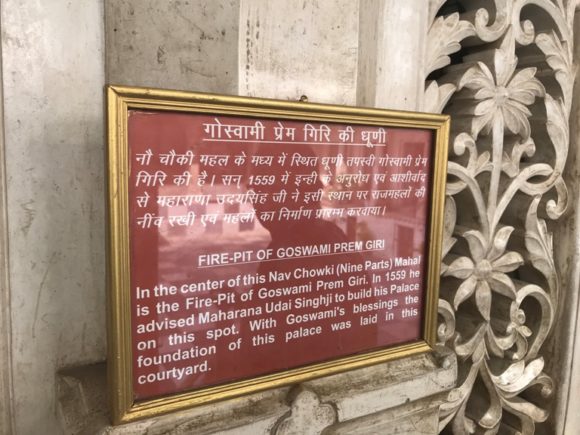 गोस्वामी प्रेम गिरि की धूणी
नौ चौकी महल के मध्य में स्थित धूणी तपस्वी गोस्वामी प्रेम
गिरि की है। सन् 1559 में इन्ही के अनुरोध एवं आशीर्वाद
से महाराणा उदयसिंह जी ने इसी स्थान पर राजमहलों की
नींव रखी एवं महलों का निर्माण प्रारम्भ करवाया।
FIRE-PIT OF GOSWAMI PREM GIRI
In the center of this Nav Chowki (Nine Parts) Mahal
is the Fire-Pit of Goswami Prem Giri. In 1559 he
advised Maharana Udai Singhji to build his Palace
on this spot. With Goswami's blessings the
foundation of this palace was laid in this
courtyard.